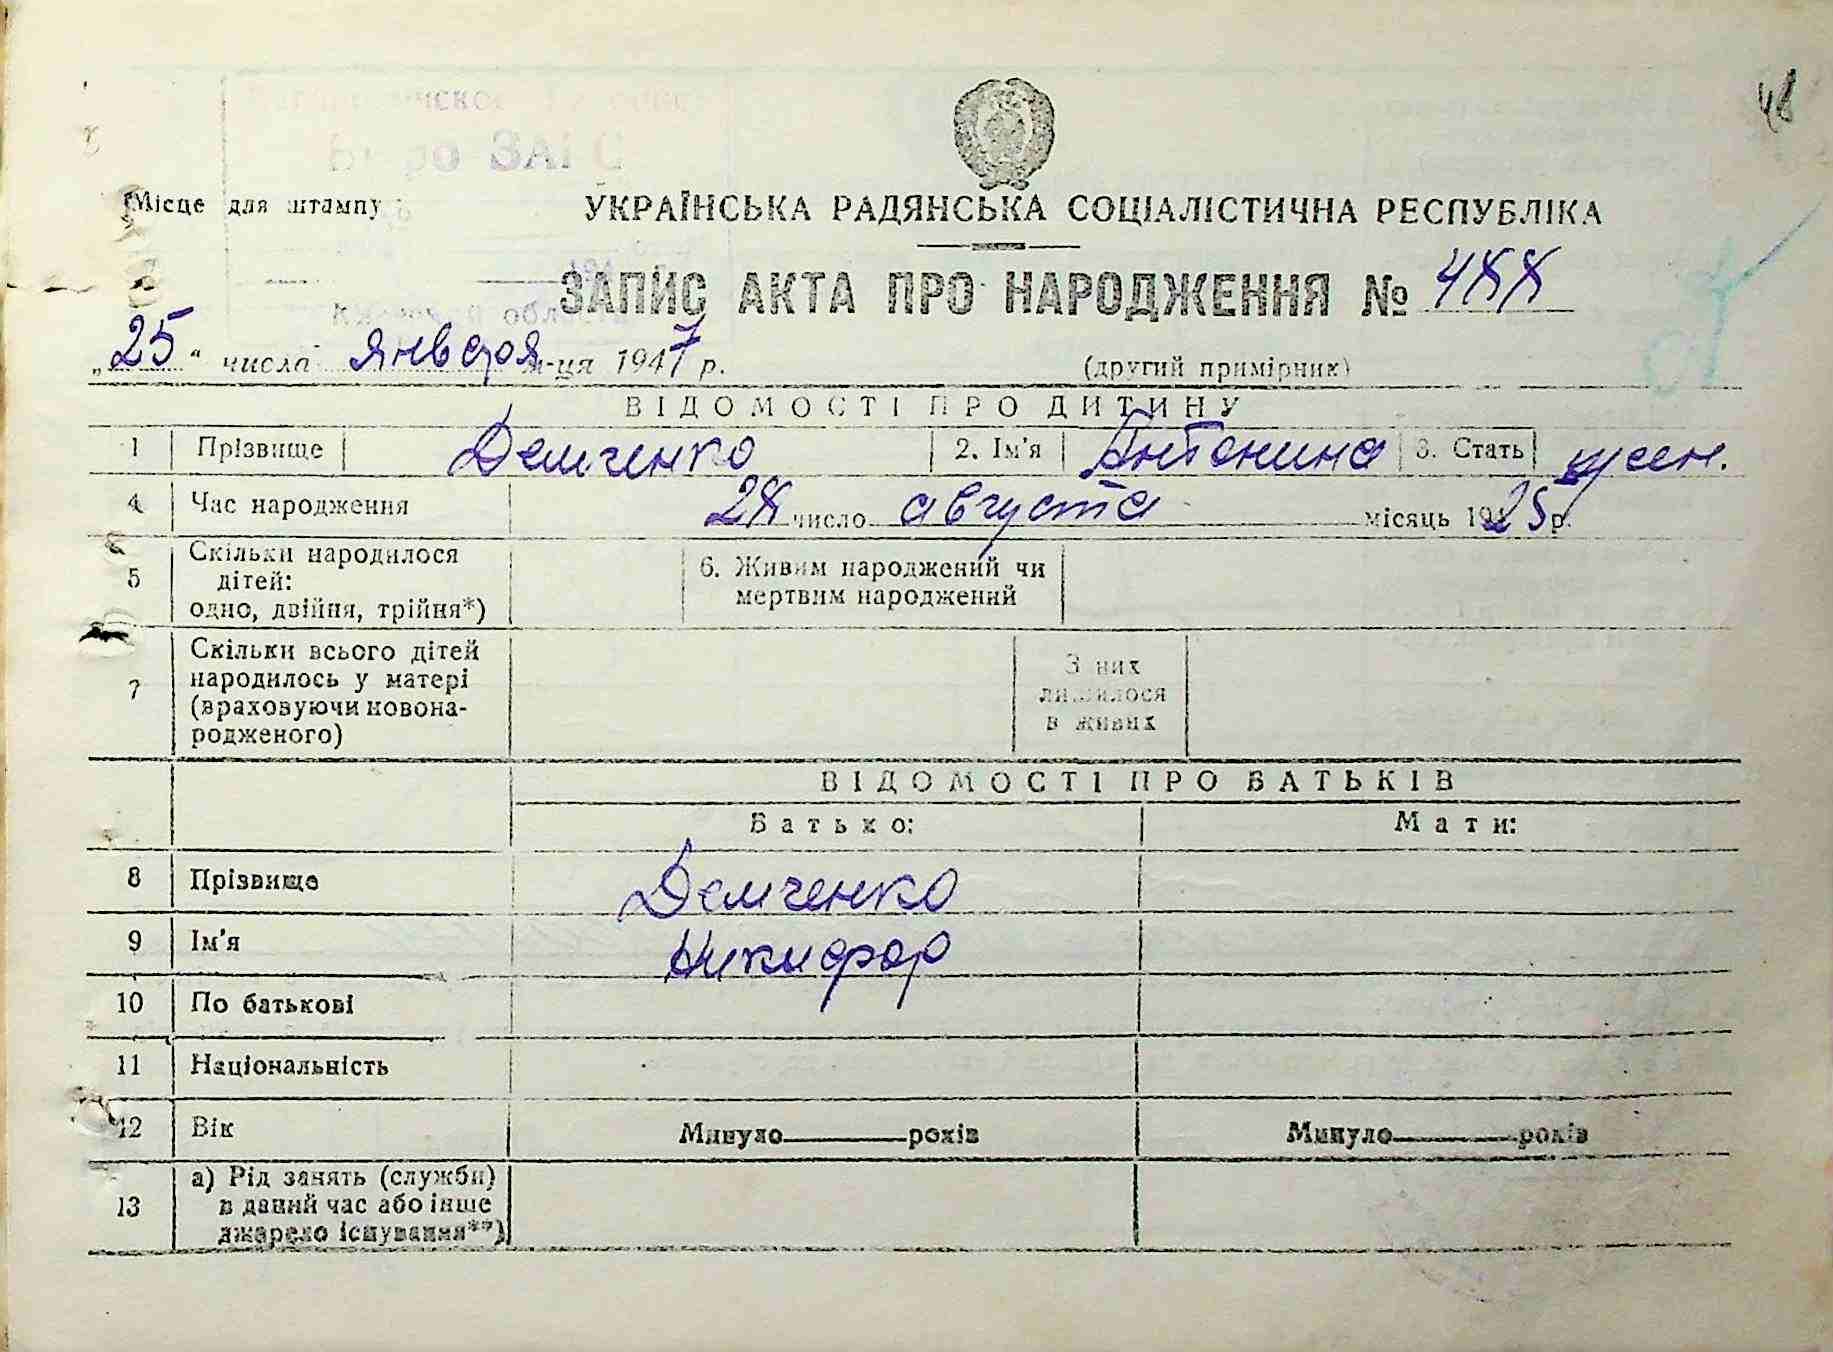 48
Місце для штампу
Бюро ЗАГС
УКРАЇНСЬКА РАДЯНСЬКА СОЦІАЛІСТИЧНА РЕСПУБЛІКА
ЗАПИС АКТА ПРО НАРОДЖЕННЯ № 488
„25“ числа января м-ця 1947 р.
(другий примірник)
ВІДОМОСТІ ПРО ДИТИНУ
1 Прізвище Демченко 2. Ім'я Антонина 3. Стать жен.
4 Час народження 28 число августа місяць 1925 р.
5 Скільки народилося
дітей:
одно, двійня, трійня*)
6. Живим народжений чи
мертвим народжений
7 Скільки всього дітей
народилось у матері
(враховуючи новона-
родженого)
З них
лишилося
в живих
ВІДОМОСТІ ПРО БАТЬКІВ
Батько: Мати:
8 Прізвище Демченко
9 Ім'я Никифор
10 По батькові
11 Національність
12 Вік Минуло років Минуло років
13 а) Рід занять (служби)
в даний час або інше
джерело існування**)